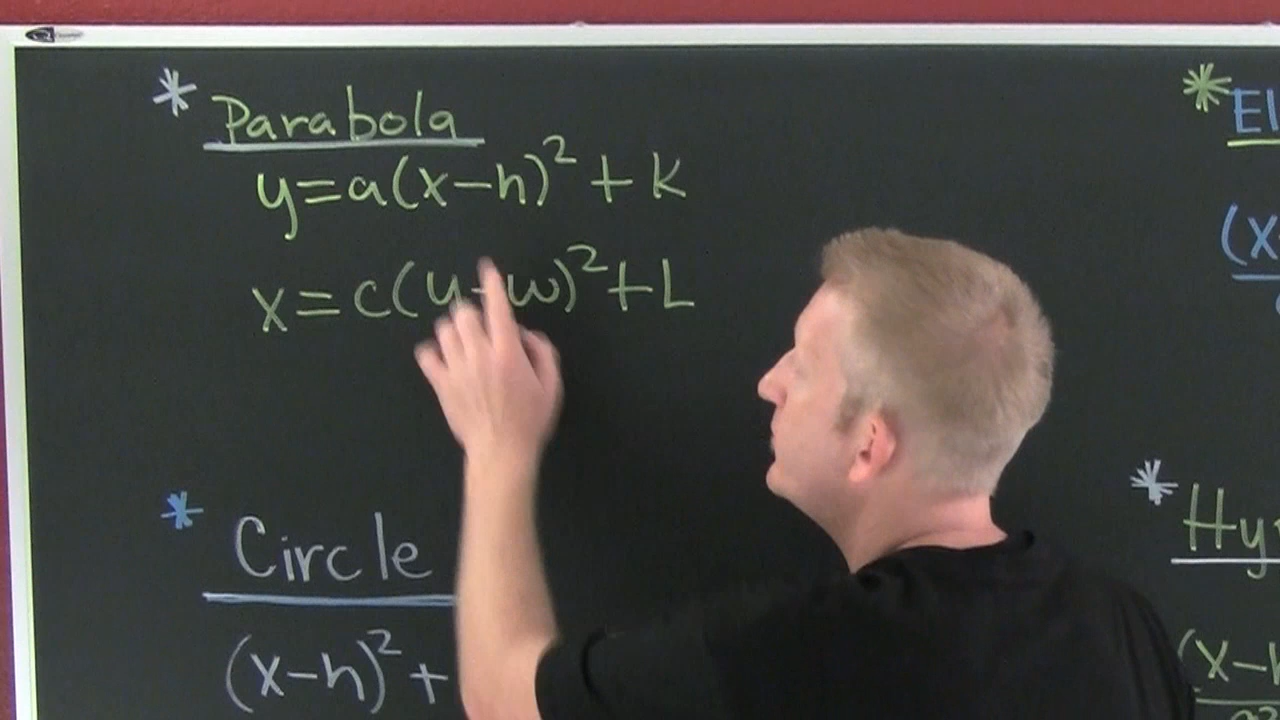 * Parabola
y=a(x-h)²+k
x=c(y-w)²+L
* Circle
(x-h)²+
* El
(x-
* Hy
(x-h